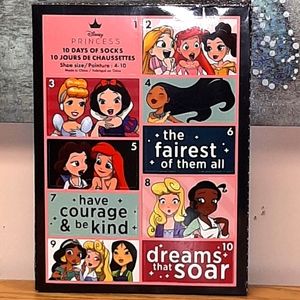 Disney
PRINCESS
10 DAYS OF SOCKS
10 JOURS DE CHAUSSETTES
Shoe size / Pointure : 4-10
Made in China / Fabriqué en Chine
1
2
3
4
5
the
fairest
of them all
6
7
have
courage
& be kind
8
9
dreams
that soar
10